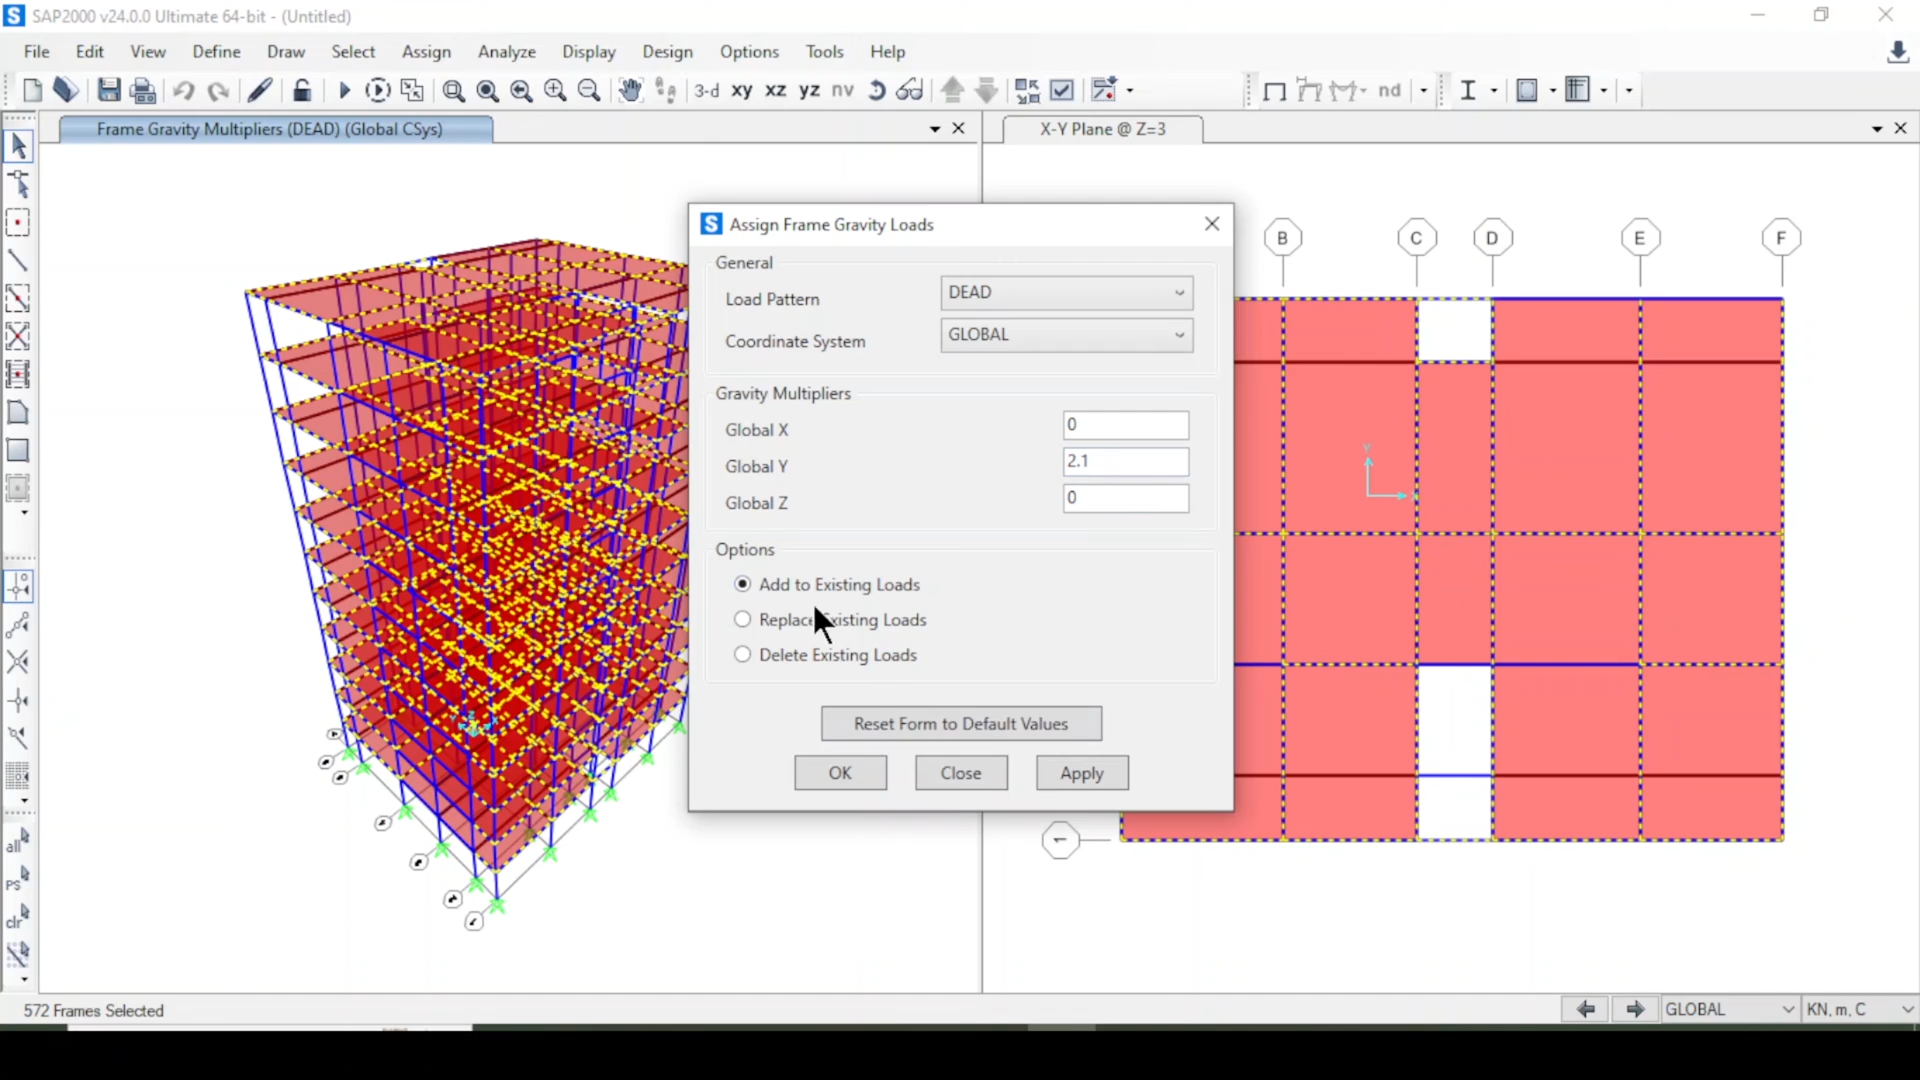 SAP2000 v24.0.0 Ultimate 64-bit - (Untitled)
File Edit View Define Draw Select Assign Analyze Display Design Options Tools Help
3-d xy xz yz nv nd
Frame Gravity Multipliers (DEAD) (Global CSys)
X-Y Plane @ Z=3
Assign Frame Gravity Loads
General
Load Pattern DEAD
Coordinate System GLOBAL
Gravity Multipliers
Global X 0
Global Y 2.1
Global Z 0
Options
Add to Existing Loads
Replace Existing Loads
Delete Existing Loads
Reset Form to Default Values
OK Close Apply
B C D E F
Y
X
all
PS
clr
572 Frames Selected
GLOBAL
KN, m, C